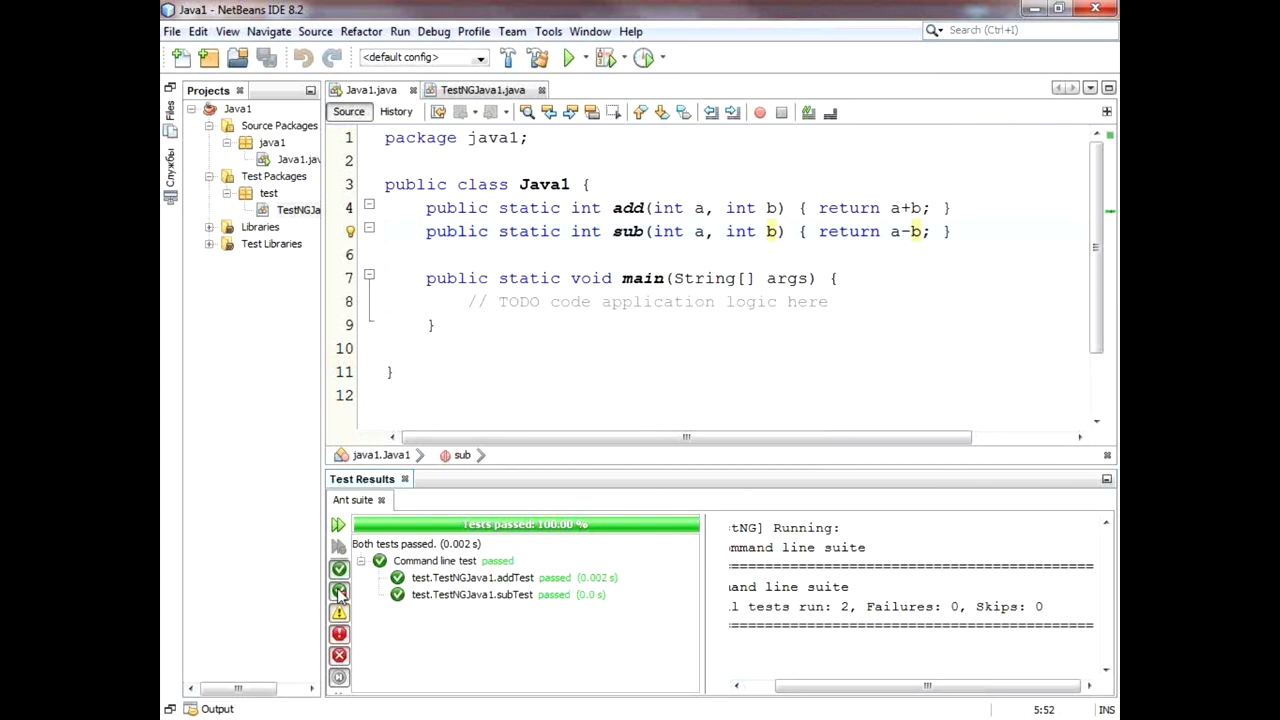 Java1 - NetBeans IDE 8.2
File Edit View Navigate Source Refactor Run Debug Profile Team Tools Window Help
Search (Ctrl+I)
<default config>
Projects
Java1.java
TestNGJava1.java
Files
Службы
Java1
Source Packages
java1
Java1.jav
Test Packages
test
TestNGJa
Libraries
Test Libraries
Source History
1 package java1;
2
3 public class Java1 {
4 public static int add(int a, int b) { return a+b; }
public static int sub(int a, int b) { return a-b; }
6
7 public static void main(String[] args) {
8 // TODO code application logic here
9 }
10
11 }
12
java1.Java1 sub
Test Results
Ant suite
Tests passed: 100.00 %
Both tests passed. (0.002 s)
Command line test passed
test.TestNGJava1.addTest passed (0.002 s)
test.TestNGJava1.subTest passed (0.0 s)
tNG] Running:
ommand line suite
===============================================
and line suite
l tests run: 2, Failures: 0, Skips: 0
===============================================
Output
5:52 INS